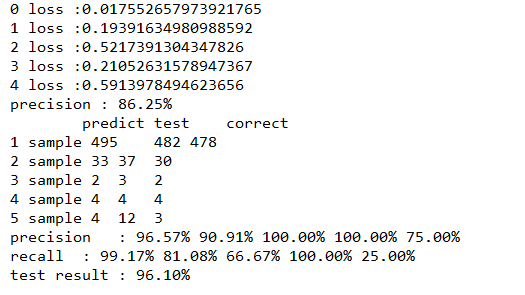 0 loss :0.017552657973921765
1 loss :0.19391634980988592
2 loss :0.5217391304347826
3 loss :0.21052631578947367
4 loss :0.5913978494623656
precision : 86.25%
predict test correct
1 sample 495 482 478
2 sample 33 37 30
3 sample 2 3 2
4 sample 4 4 4
5 sample 4 12 3
precision : 96.57% 90.91% 100.00% 100.00% 75.00%
recall : 99.17% 81.08% 66.67% 100.00% 25.00%
test result : 96.10%